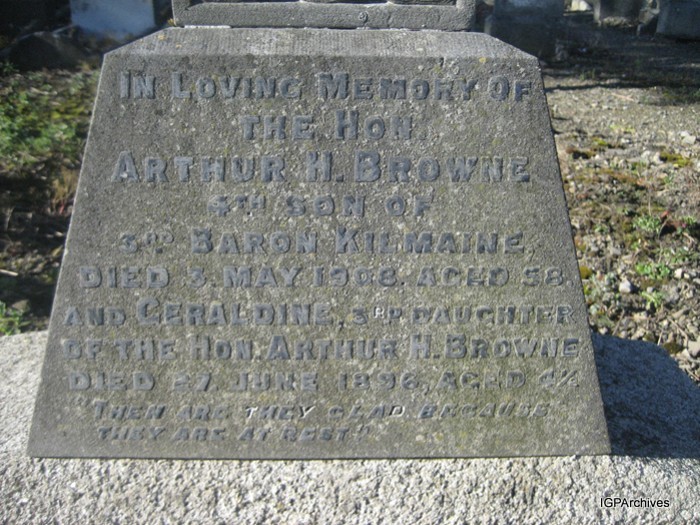 In Loving Memory Of
the Hon.
Arthur H. Browne
4th son of
3rd Baron Kilmaine.
Died 3. May 1908. Aged 58.
and Geraldine, 3rd daughter
of the Hon. Arthur H. Browne
Died 27. June 1896. Aged 4½
"Then are they glad because
they are at rest."
IGPArchives